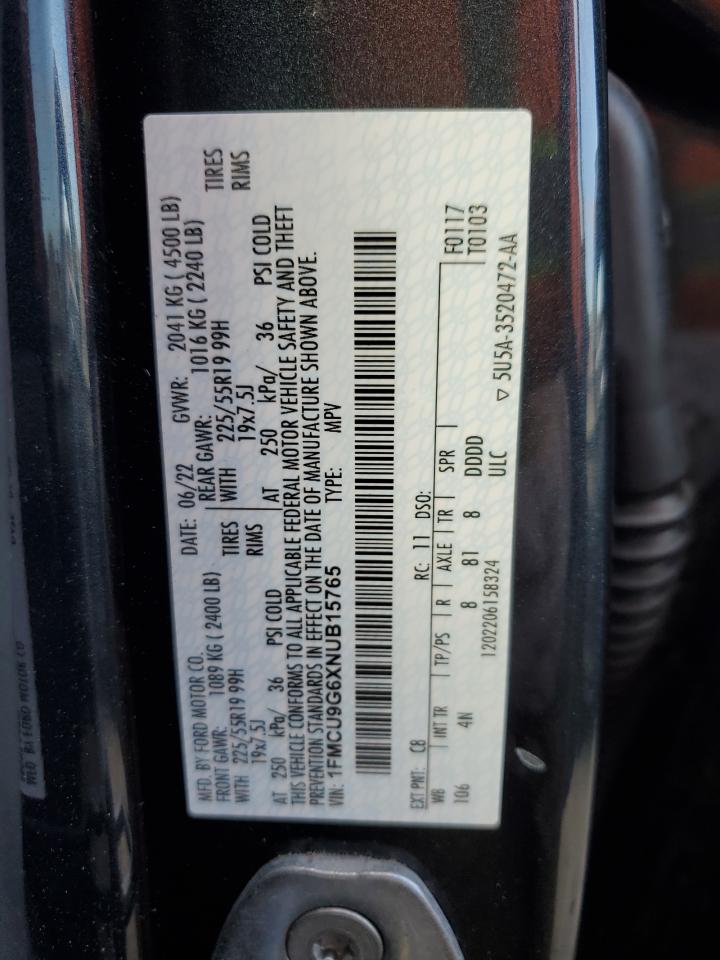 MFD. BY FORD MOTOR CO.
DATE: 06/22 GVWR: 2041 KG ( 4500 LB)
FRONT GAWR: 1089 KG ( 2400 LB)
REAR GAWR: 1016 KG ( 2240 LB)
WITH 225/55R19 99H TIRES
WITH 225/55R19 99H TIRES
19x7.5J RIMS
19x7.5J RIMS
AT 250 kPa/ 36 PSI COLD
AT 250 kPa/ 36 PSI COLD
THIS VEHICLE CONFORMS TO ALL APPLICABLE FEDERAL MOTOR VEHICLE SAFETY AND THEFT
PREVENTION STANDARDS IN EFFECT ON THE DATE OF MANUFACTURE SHOWN ABOVE.
VIN: 1FMCU9G6XNUB15765 TYPE: MPV
EXT PNT: C8 RC: 11 DSO:
WB INT TR TP/PS R AXLE TR SPR F0117
106 4N 8 81 8 DDDD T0103
1202206158324 ULC
▽ 5U5A-3520472-AA